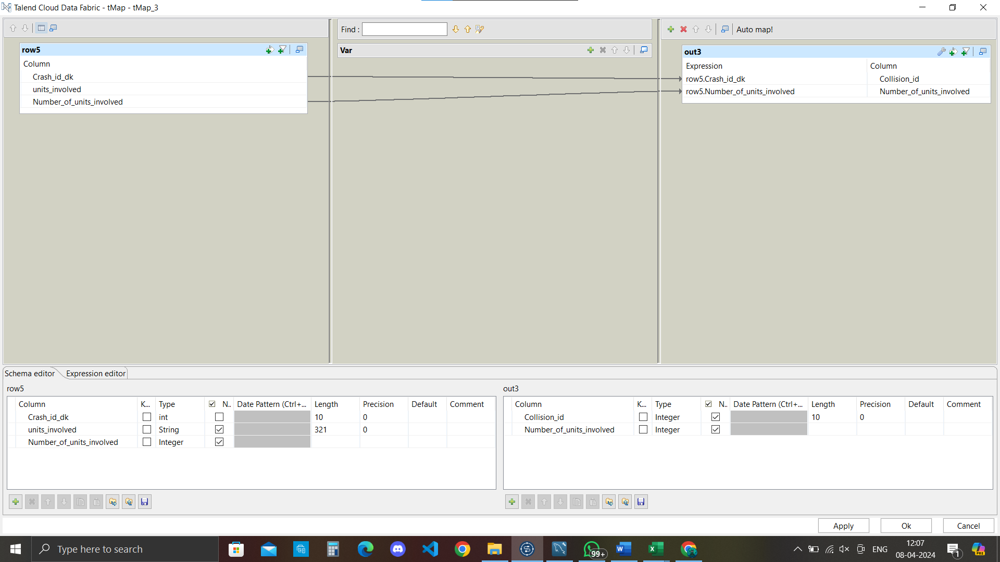 Talend Cloud Data Fabric - tMap - tMap_3
Find :
Auto map!
row5
Column
Crash_id_dk
units_involved
Number_of_units_involved
Var
out3
Expression Column
row5.Crash_id_dk Collision_id
row5.Number_of_units_involved Number_of_units_involved
Schema editor Expression editor
row5
Column K... Type N.. Date Pattern (Ctrl+... Length Precision Default Comment
Crash_id_dk int 10 0
units_involved String 321 0
Number_of_units_involved Integer
out3
Column K... Type N.. Date Pattern (Ctrl+... Length Precision Default Comment
Collision_id Integer 10 0
Number_of_units_involved Integer
Apply Ok Cancel
Type here to search
99+
ENG
12:07
08-04-2024
1
PRE